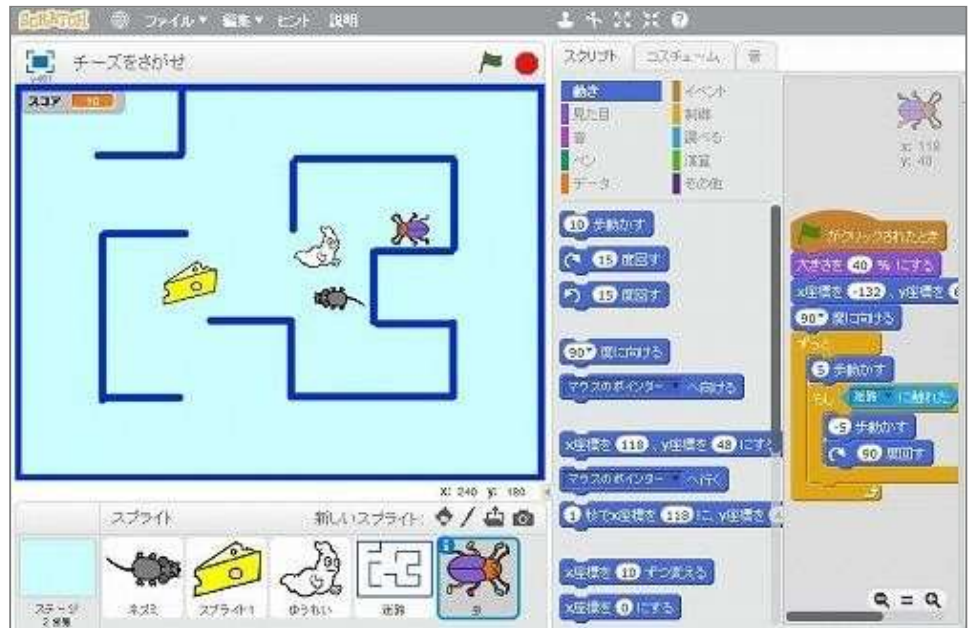 SCRATCH ファイル▼ 編集▼ ヒント 説明
チーズをさがせ
スコア 10
X: 240 y: 180
スプライト 新しいスプライト:
ステージ
ネズミ
スプライト1
ゆうれい
迷路
虫
スクリプト コスチューム 音
動き イベント
見た目 制御
音 調べる
ペン 演算
データ その他
10 歩動かす
15 度回す
15 度回す
90▼ 度に向ける
マウスのポインター▼ へ向ける
x座標を 118 、y座標を 48 にする
マウスのポインター▼ へ行く
1 秒でx座標を 118 に、y座標を
x座標を 10 ずつ変える
x座標を 0 にする
x: 118
がクリックされたとき
大きさを 40 % にする
x座標を -132 、y座標を
90▼ 度に向ける
ずっと
5 歩動かす
もし 迷路▼ に触れた
-5 歩動かす
90 度回す